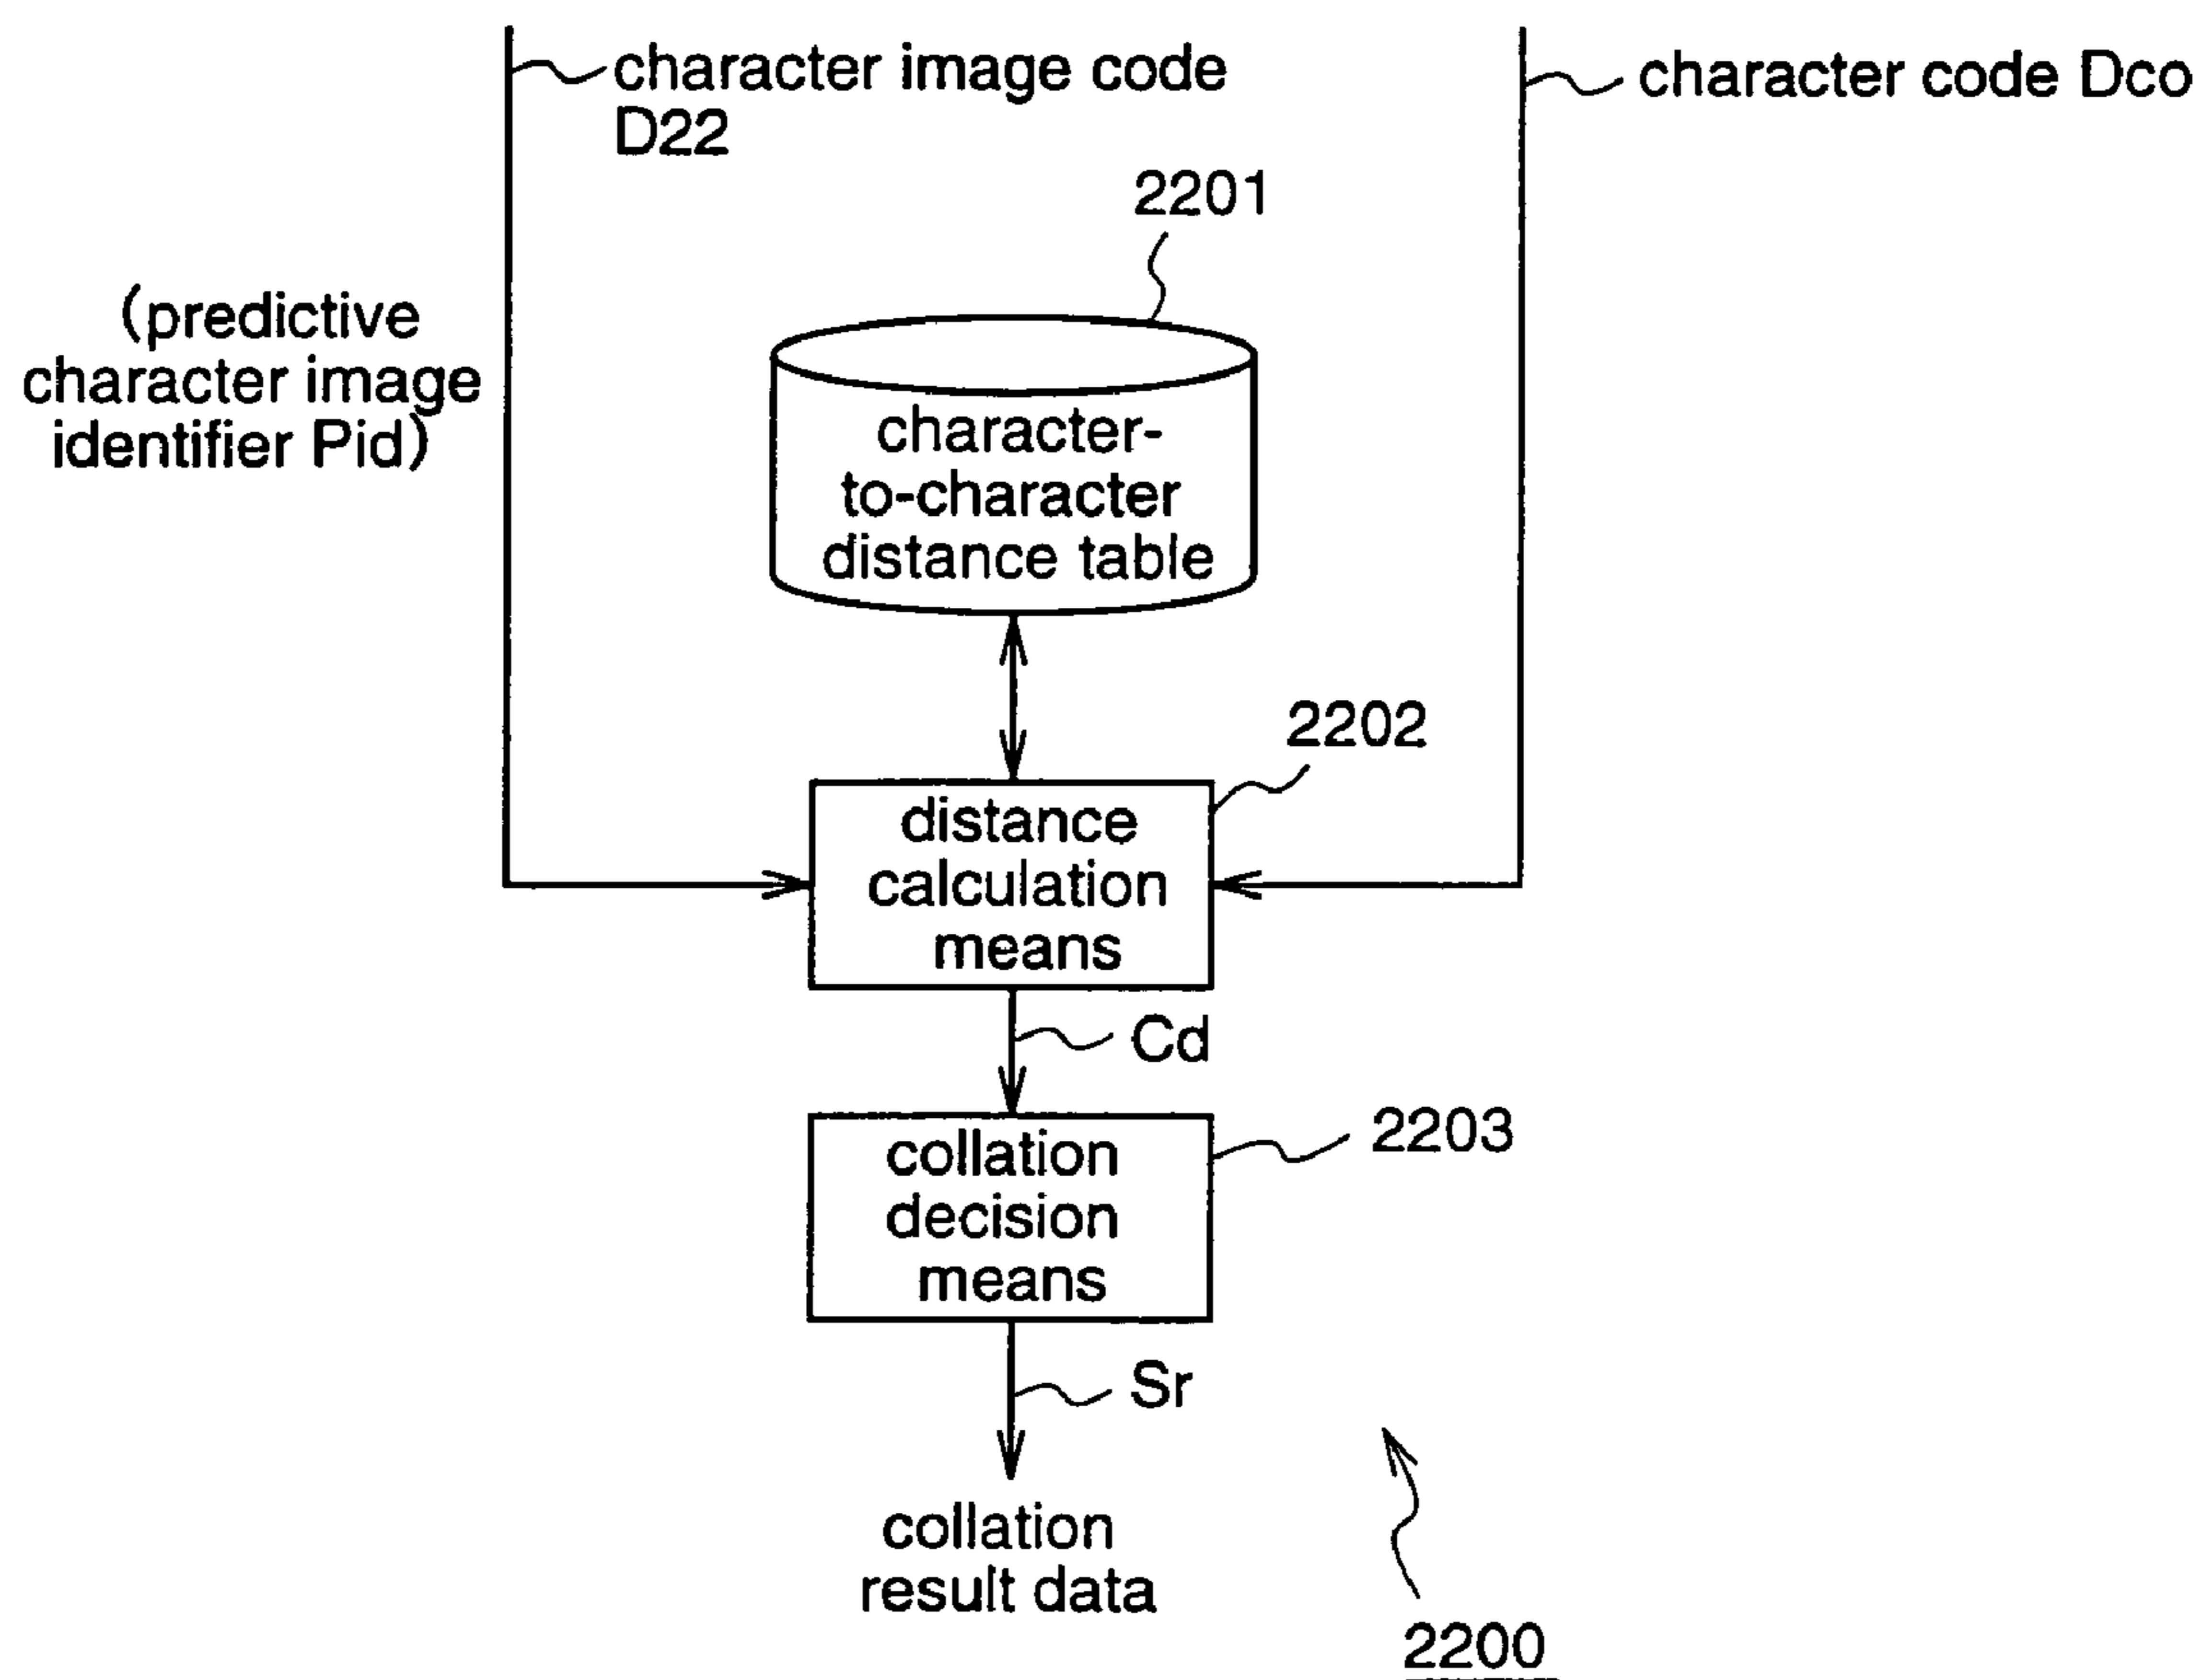 character image code
D22
character code Dco
2201
(predictive
character image
identifier Pid)
character-
to-character
distance table
2202
distance
calculation
means
Cd
2203
collation
decision
means
Sr
collation
result data
2200